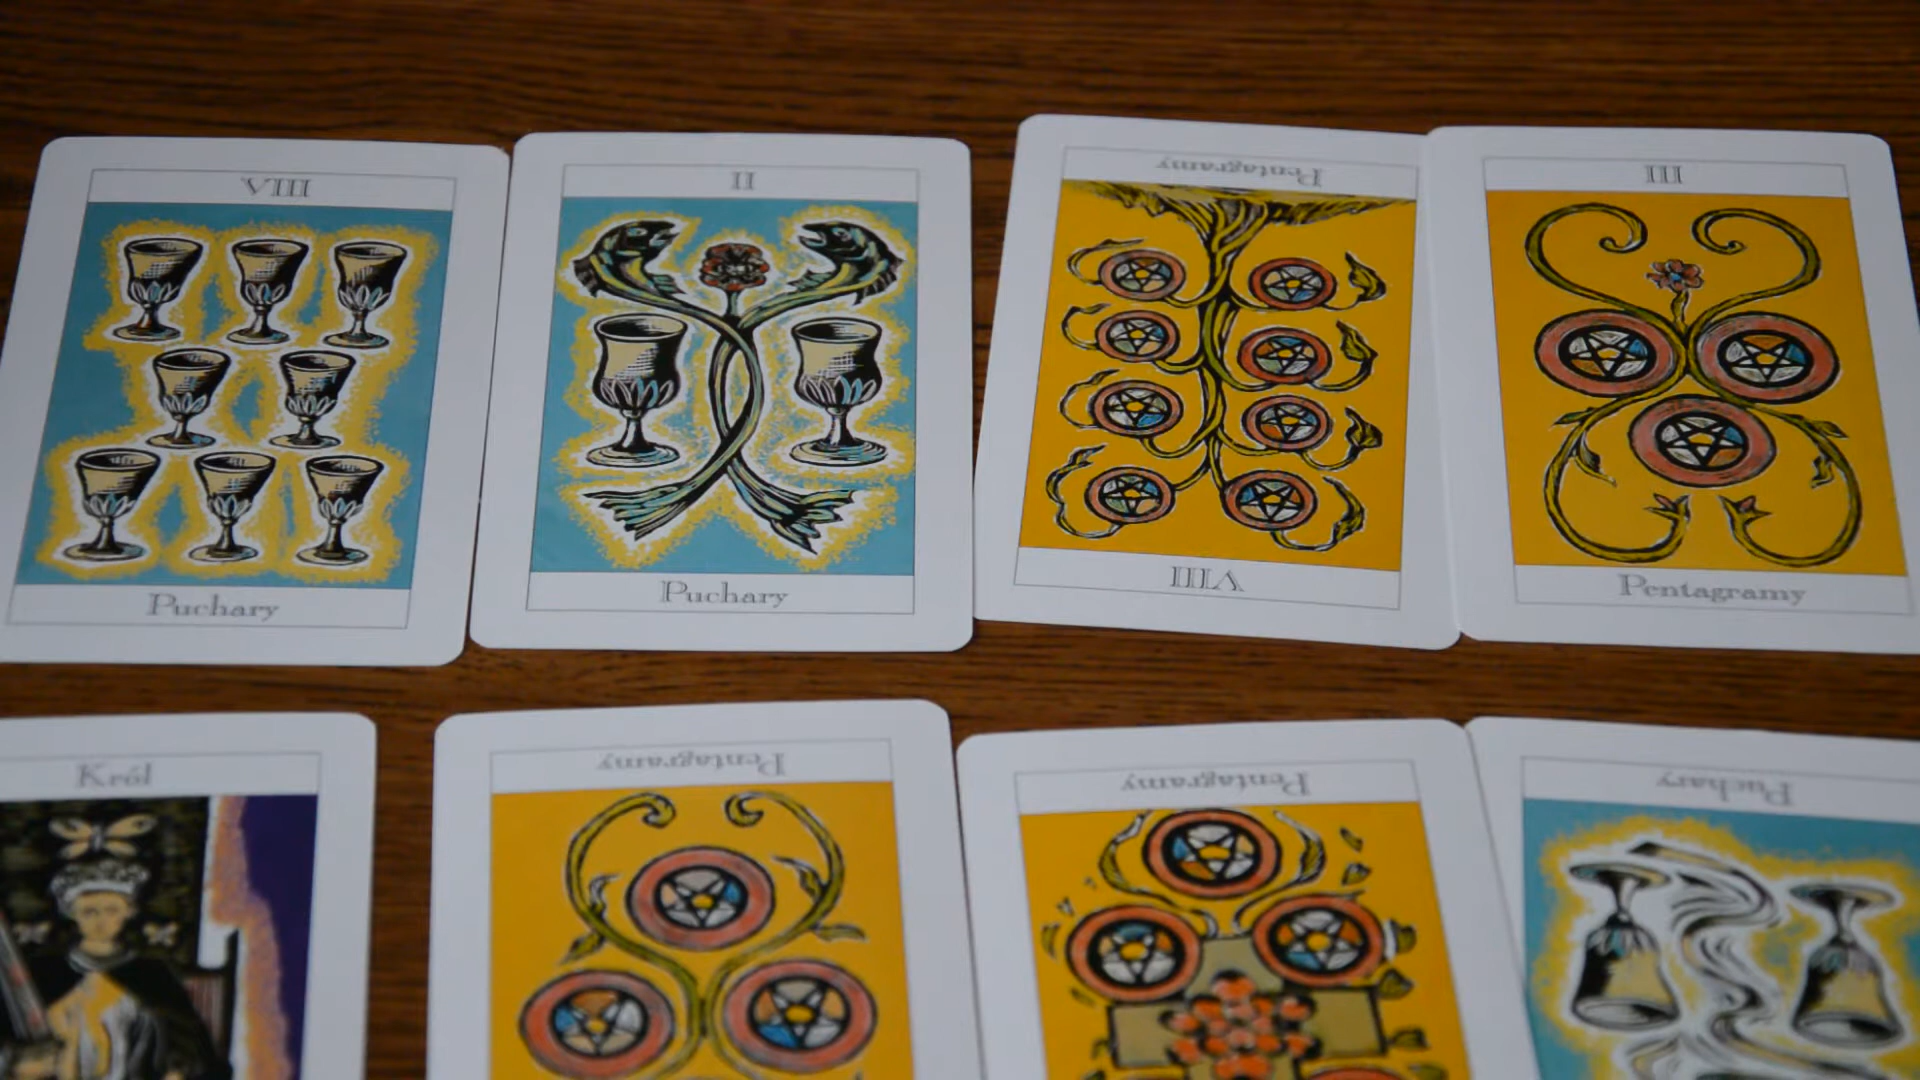 VIII
Puchary
II
Puchary
Pentagramy
VIII
III
Pentagramy
Król
Pentagramy
Pentagramy
Puchary